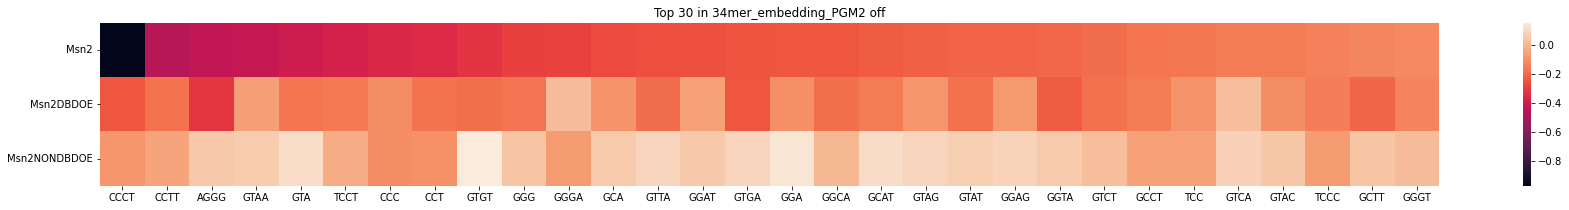 Top 30 in 34mer_embedding_PGM2 off
Msn2
Msn2DBDOE
Msn2NONDBDOE
CCCT CCTT AGGG GTAA GTA TCCT CCC CCT GTGT GGG GGGA GCA GTTA GGAT GTGA GGA GGCA GCAT GTAG GTAT GGAG GGTA GTCT GCCT TCC GTCA GTAC TCCC GCTT GGGT
0.0
−0.2
−0.4
−0.6
−0.8